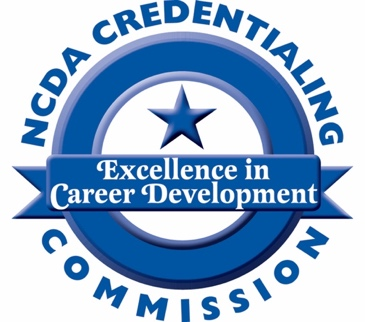 NCDA CREDENTIALING
Excellence in
Career Development
COMMISSION